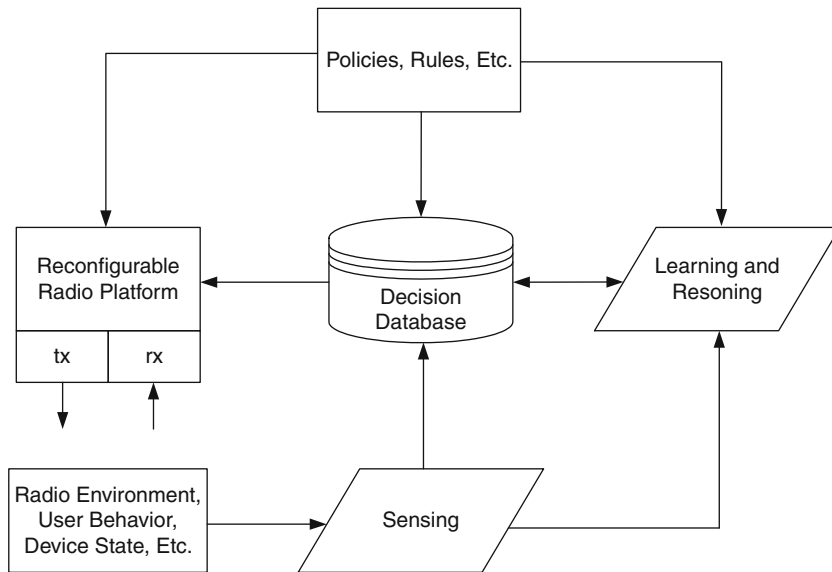 Policies, Rules, Etc.
Reconfigurable
Radio Platform
tx
rx
Decision
Database
Learning and
Resoning
Radio Environment,
User Behavior,
Device State, Etc.
Sensing